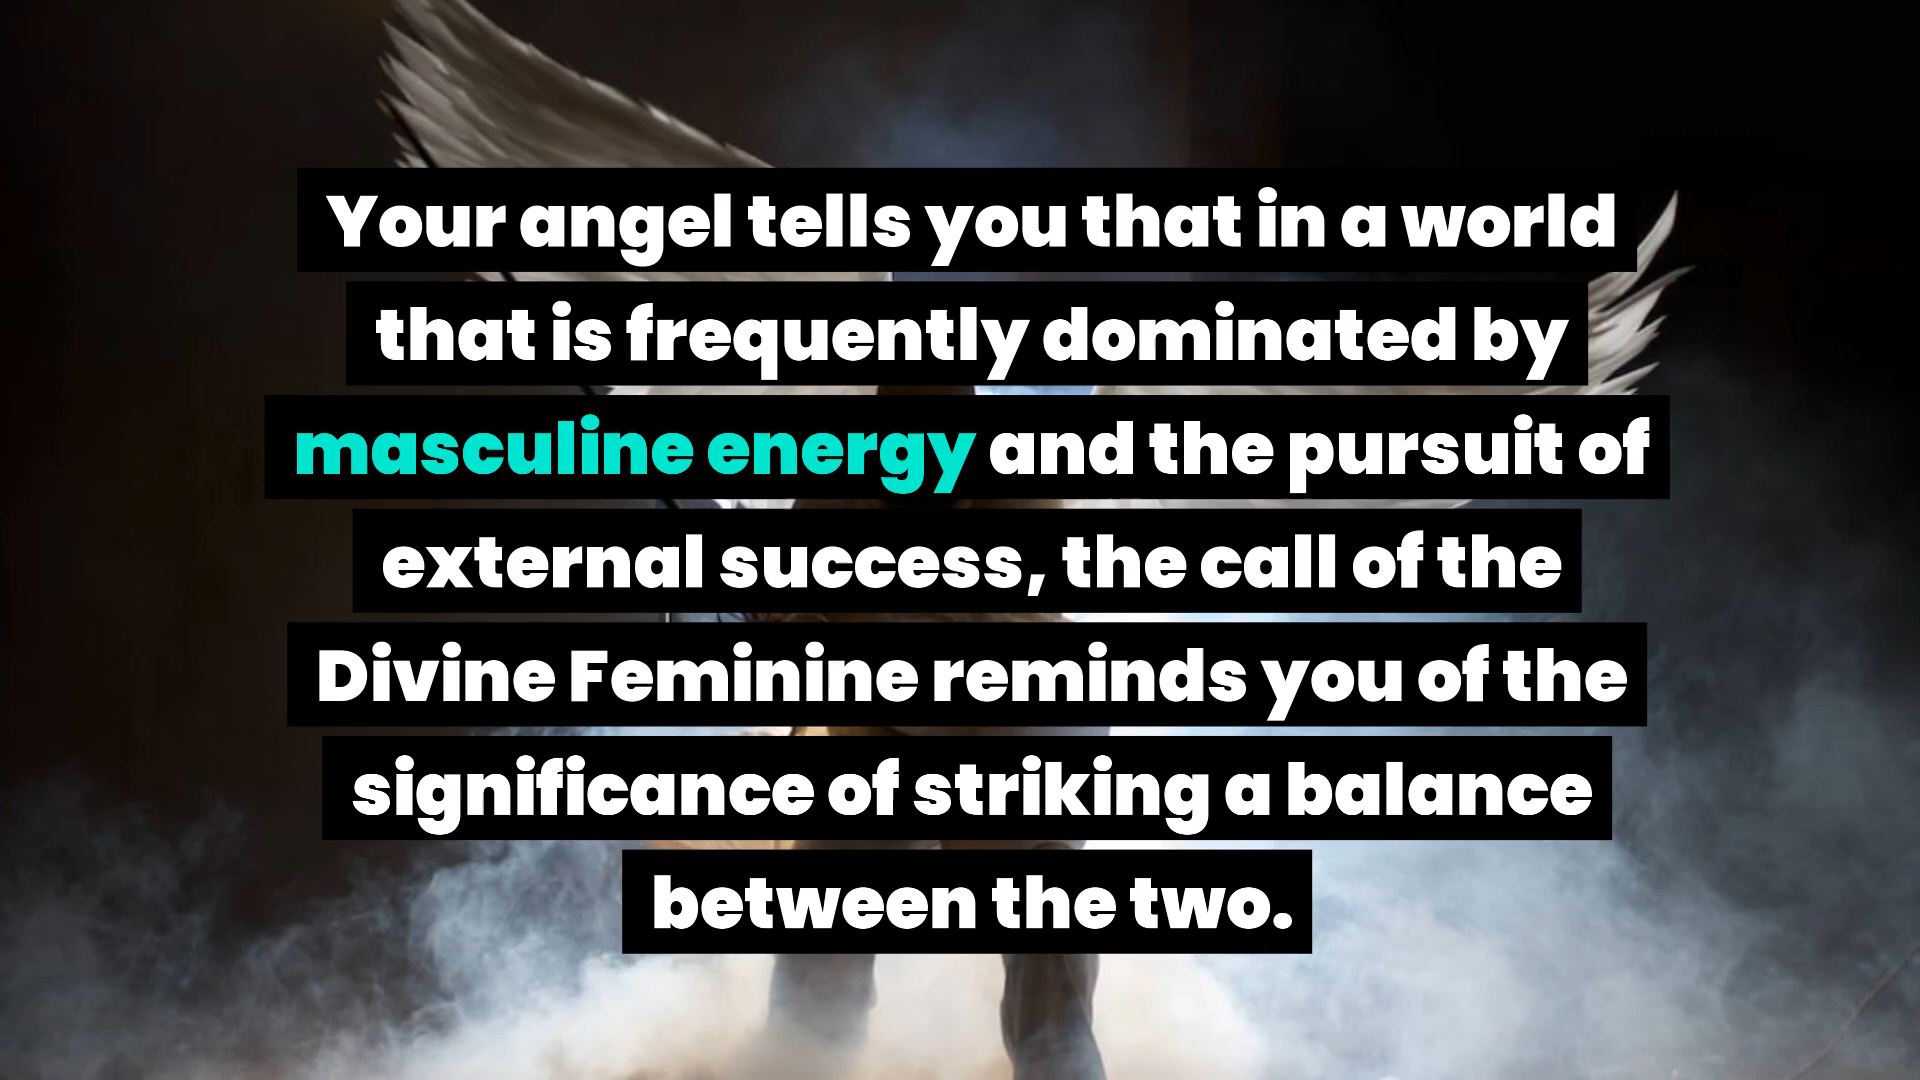 Your angel tells you that in a world
that is frequently dominated by
masculine energy and the pursuit of
external success, the call of the
Divine Feminine reminds you of the
significance of striking a balance
between the two.